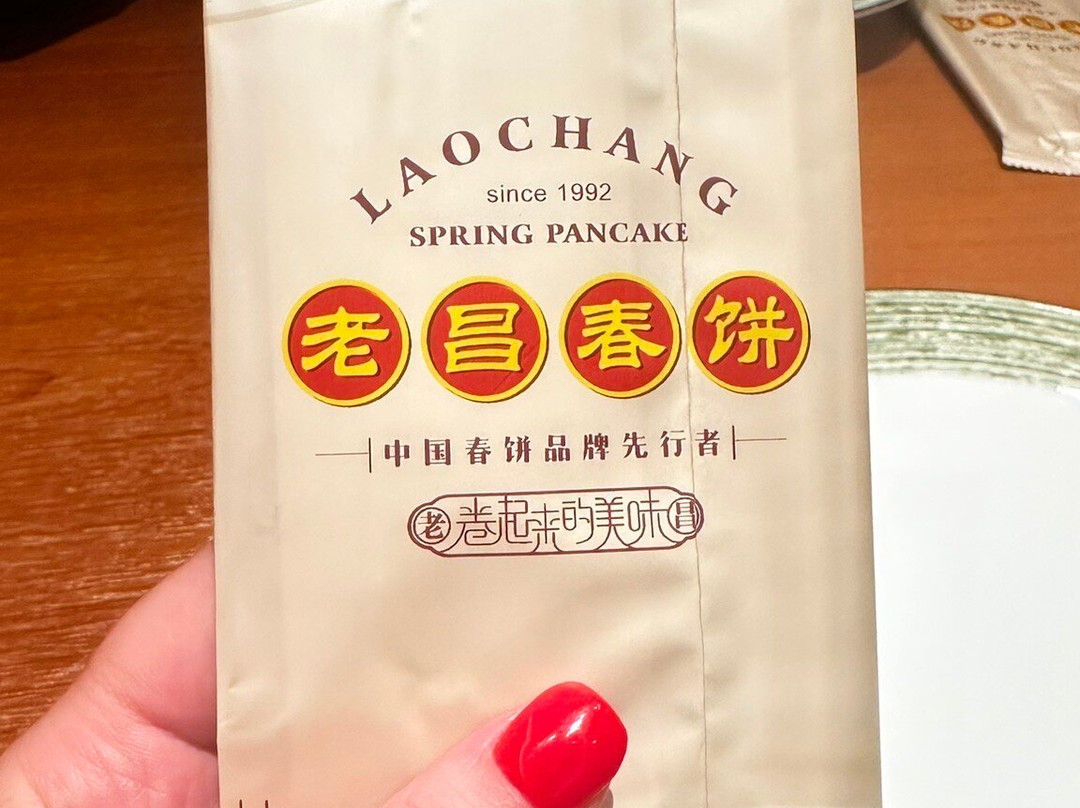 LAOCHANG
since 1992
SPRING PANCAKE
老昌春饼
中国春饼品牌先行者
老 卷起来的美味 昌